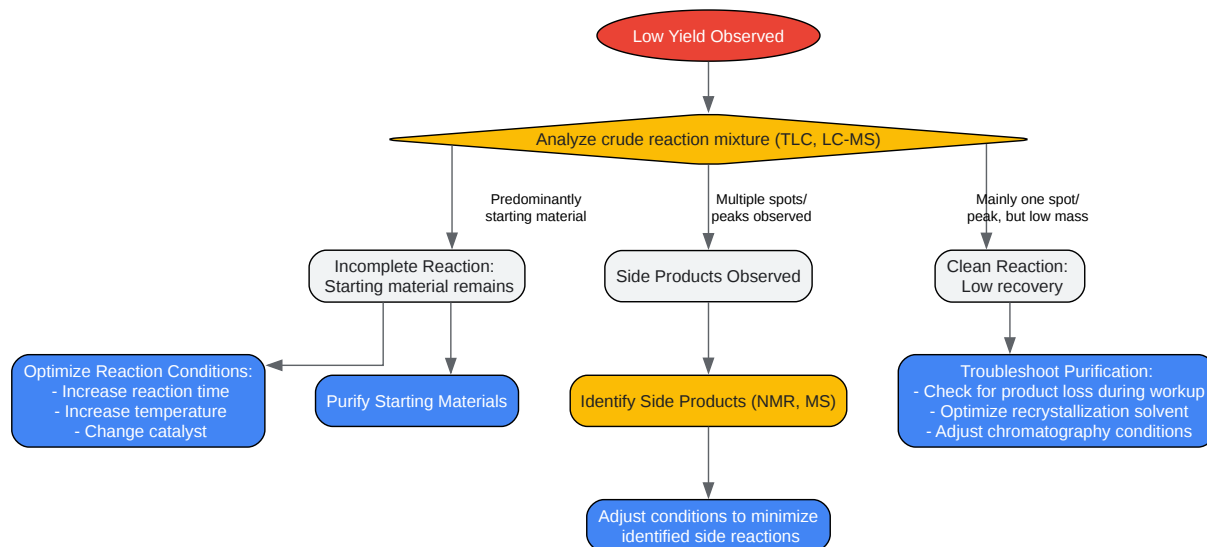 Low Yield Observed
Analyze crude reaction mixture (TLC, LC-MS)
Predominantly
starting material
Multiple spots/
peaks observed
Mainly one spot/
peak, but low mass
Incomplete Reaction:
Starting material remains
Side Products Observed
Clean Reaction:
Low recovery
Optimize Reaction Conditions:
- Increase reaction time
- Increase temperature
- Change catalyst
Purify Starting Materials
Identify Side Products (NMR, MS)
Troubleshoot Purification:
- Check for product loss during workup
- Optimize recrystallization solvent
- Adjust chromatography conditions
Adjust conditions to minimize
identified side reactions